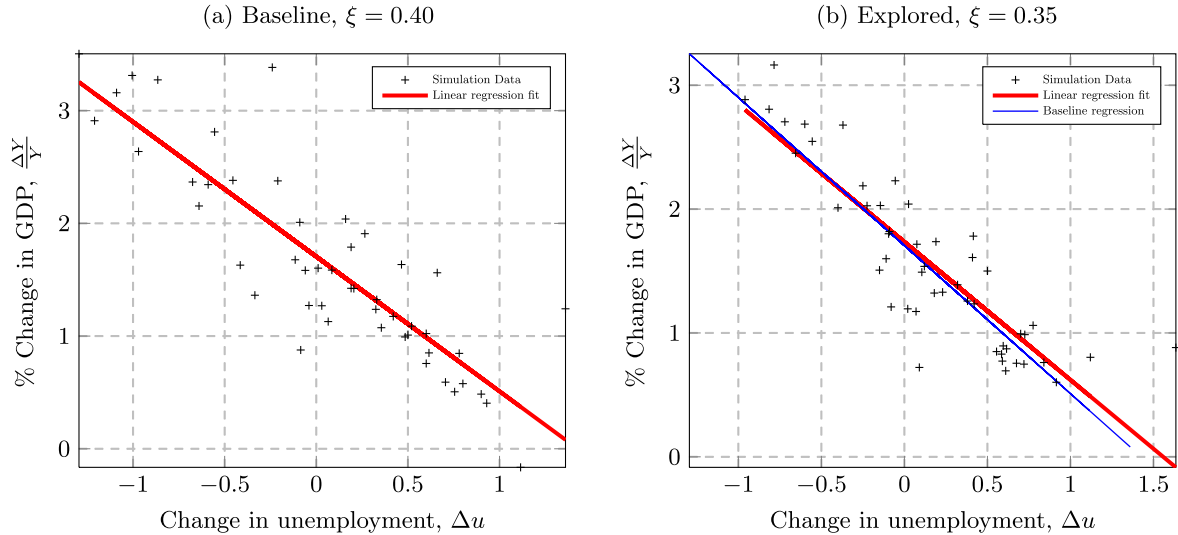 (a) Baseline, ξ = 0.40
% Change in GDP, ΔY/Y
3
2
1
0
−1
−0.5
0
0.5
1
Change in unemployment, Δu
Simulation Data
Linear regression fit
(b) Explored, ξ = 0.35
% Change in GDP, ΔY/Y
3
2
1
0
−1
−0.5
0
0.5
1
1.5
Change in unemployment, Δu
Simulation Data
Linear regression fit
Baseline regression